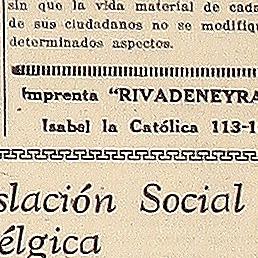 sin que la vida material de cada
de sus ciudadanos no se modifiqu
determinados aspectos.
Imprenta "RIVADENEYRA
Isabel la Católica 113-1
slación Social
élgica